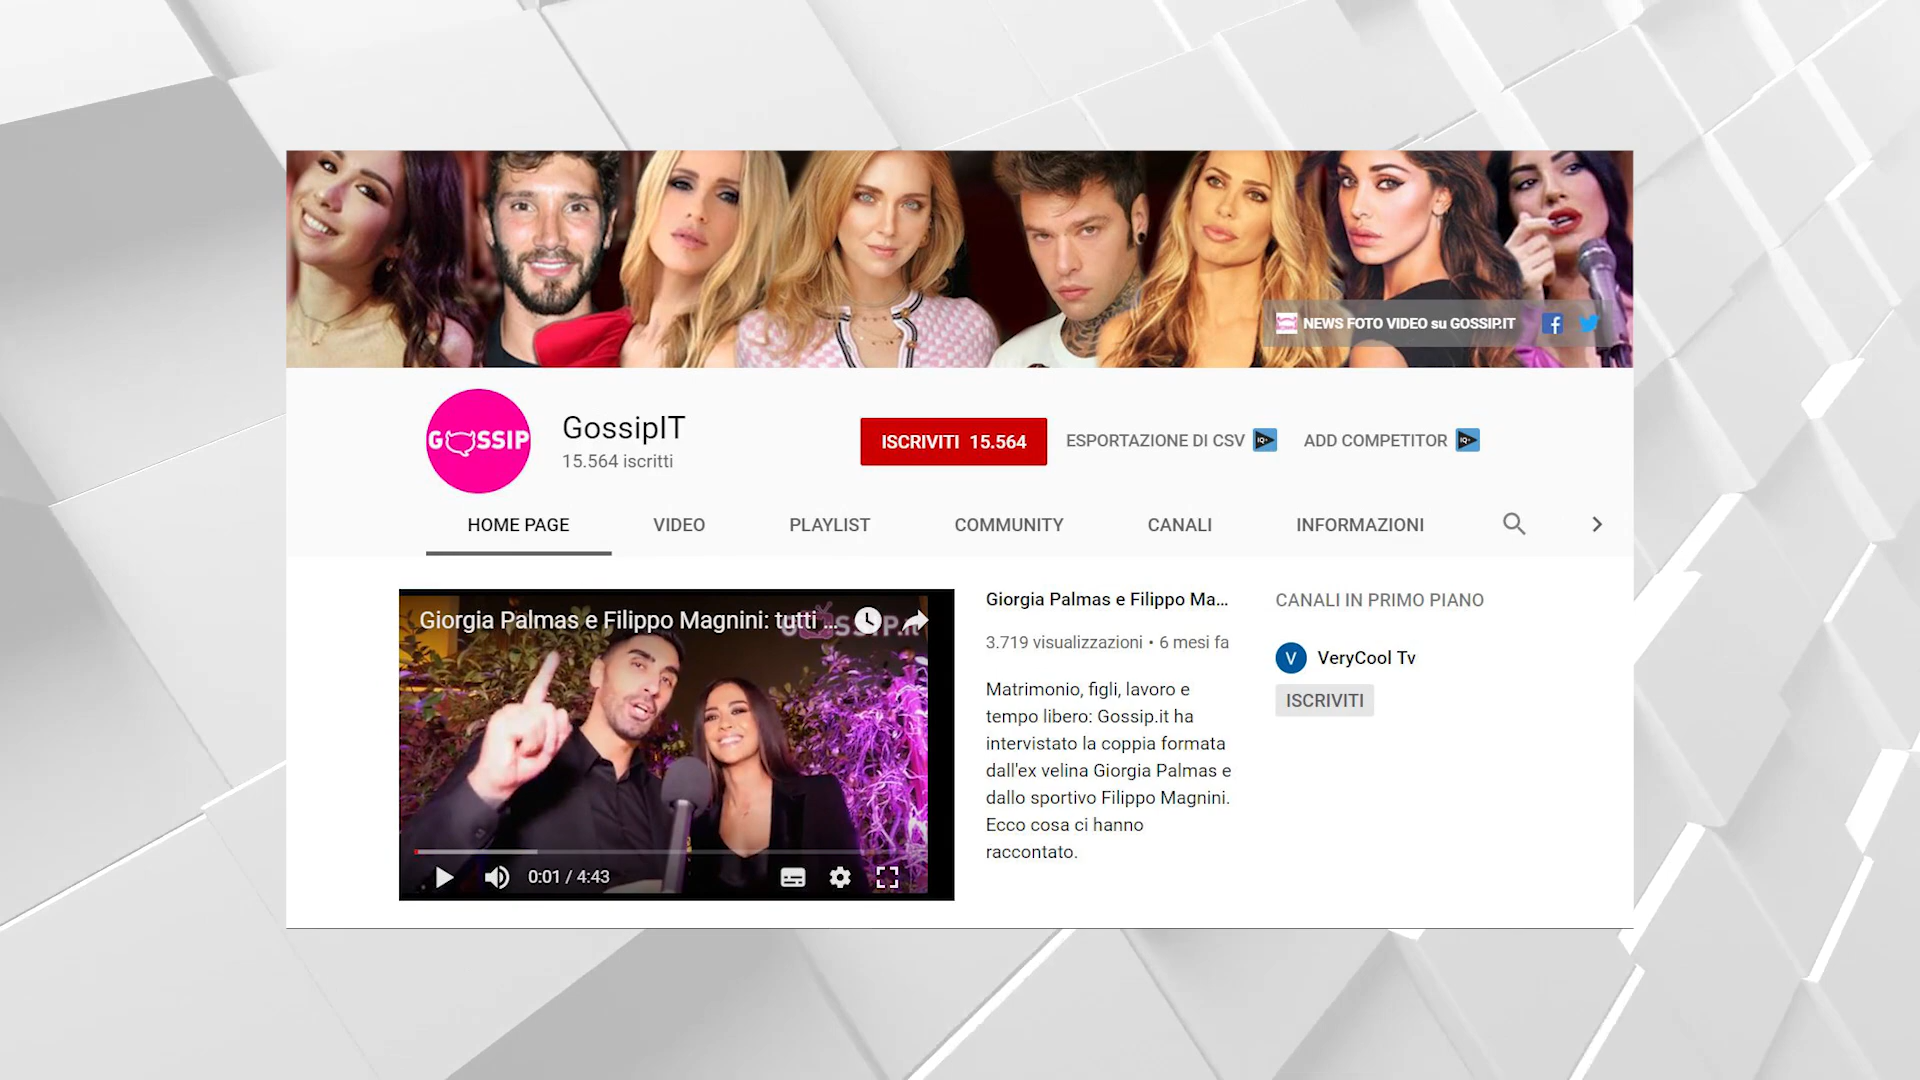 NEWS FOTO VIDEO su GOSSIP.IT
GOSSIP
GossipIT
15.564 iscritti
ISCRIVITI 15.564
ESPORTAZIONE DI CSV
ADD COMPETITOR
HOME PAGE
VIDEO
PLAYLIST
COMMUNITY
CANALI
INFORMAZIONI
Giorgia Palmas e Filippo Magnini: tutti ...
GOSSIP.it
0:01 / 4:43
Giorgia Palmas e Filippo Ma...
3.719 visualizzazioni • 6 mesi fa
Matrimonio, figli, lavoro e
tempo libero: Gossip.it ha
intervistato la coppia formata
dall'ex velina Giorgia Palmas e
dallo sportivo Filippo Magnini.
Ecco cosa ci hanno
raccontato.
CANALI IN PRIMO PIANO
V VeryCool Tv
ISCRIVITI